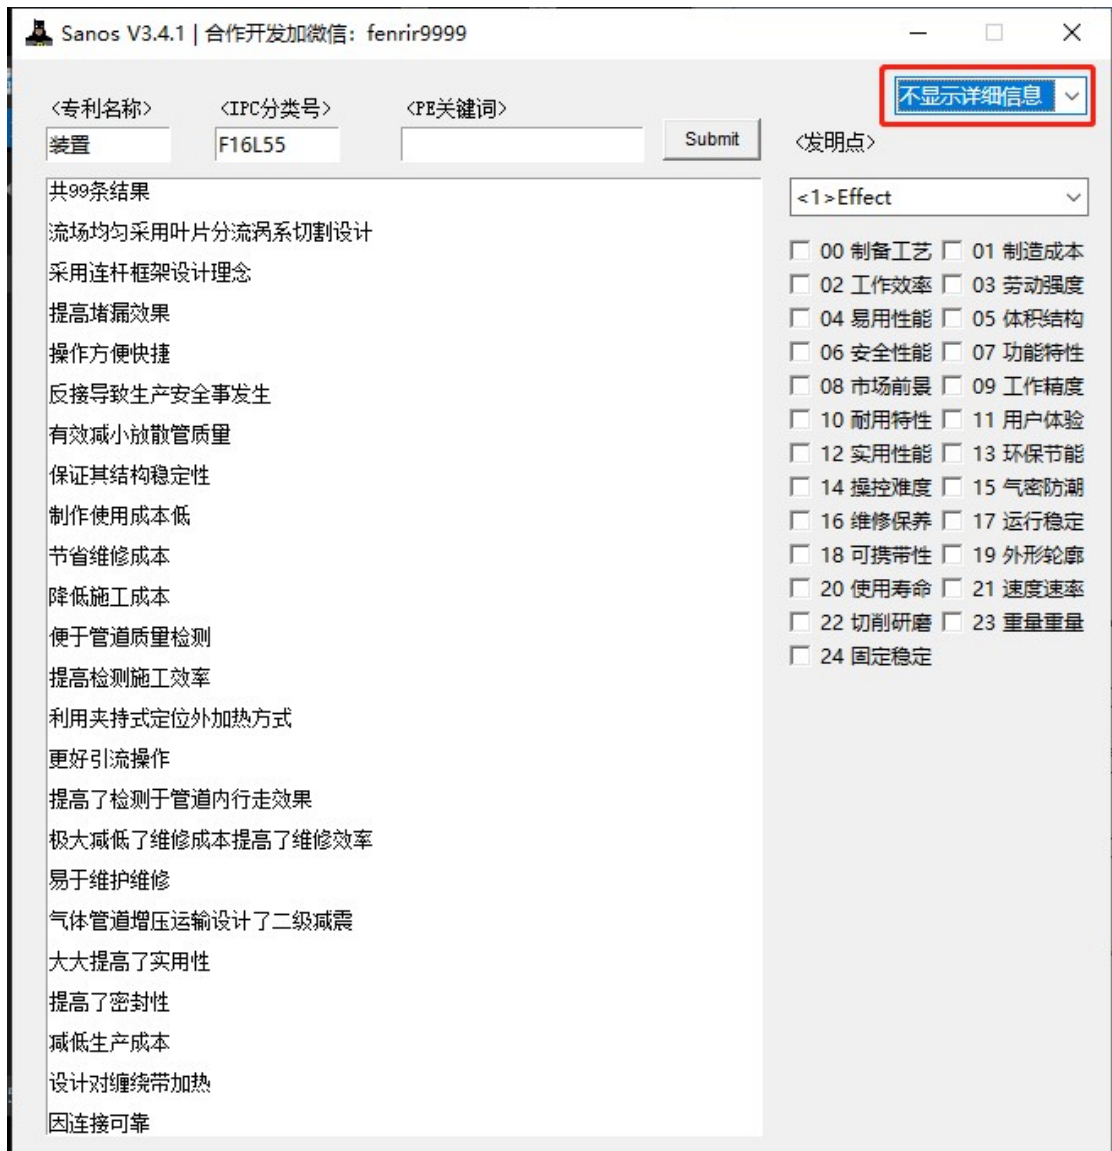 Sanos V3.4.1 | 合作开发加微信：fenrir9999
不显示详细信息
<专利名称> <IPC分类号> <PE关键词>
装置 F16L55 Submit <发明点>
<1>Effect
共99条结果
流场均匀采用叶片分流涡系切割设计
采用连杆框架设计理念
提高堵漏效果
操作方便快捷
反接导致生产安全事发生
有效减小放散管质量
保证其结构稳定性
制作使用成本低
节省维修成本
降低施工成本
便于管道质量检测
提高检测施工效率
利用夹持式定位外加热方式
更好引流操作
提高了检测于管道内行走效果
极大减低了维修成本提高了维修效率
易于维护维修
气体管道增压运输设计了二级减震
大大提高了实用性
提高了密封性
减低生产成本
设计对缠绕带加热
因连接可靠
00 制备工艺 01 制造成本
02 工作效率 03 劳动强度
04 易用性能 05 体积结构
06 安全性能 07 功能特性
08 市场前景 09 工作精度
10 耐用特性 11 用户体验
12 实用性能 13 环保节能
14 操控难度 15 气密防潮
16 维修保养 17 运行稳定
18 可携带性 19 外形轮廓
20 使用寿命 21 速度速率
22 切削研磨 23 重量重量
24 固定稳定